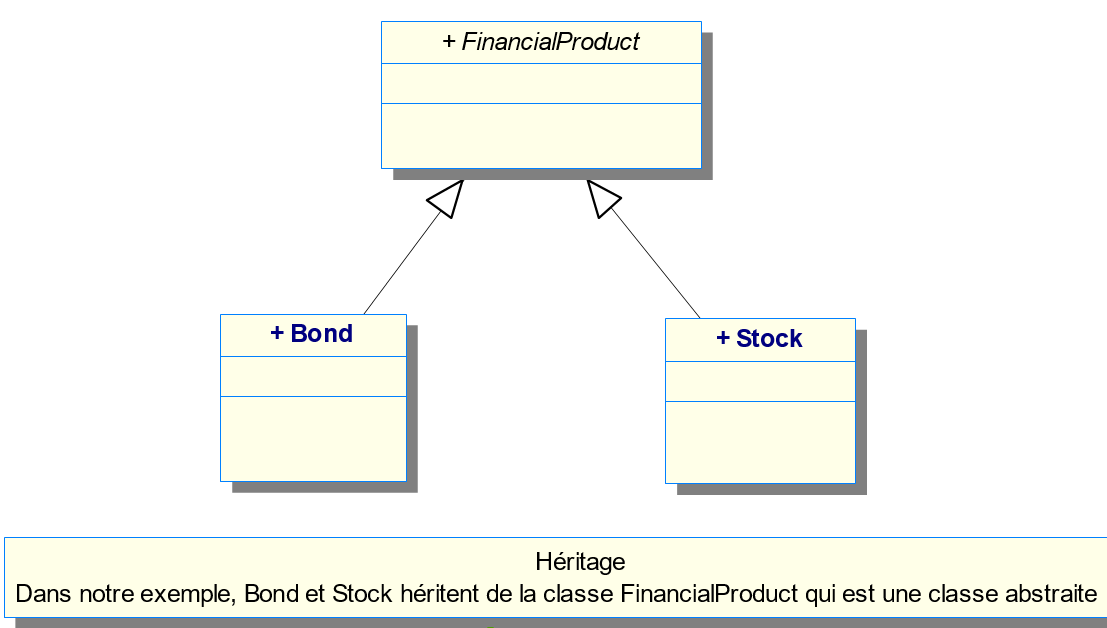 + FinancialProduct
+ Bond
+ Stock
Héritage
Dans notre exemple, Bond et Stock héritent de la classe FinancialProduct qui est une classe abstraite